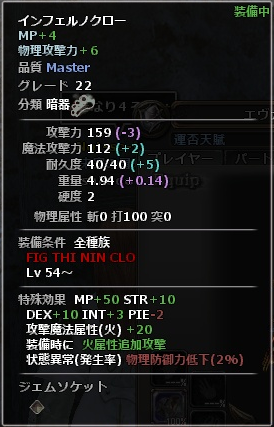 装備中
インフェルノクロー
MP+4
物理攻撃力+6
品質 Master
グレード 22
分類 暗器
攻撃力 159 (-3)
魔法攻撃力 112 (+2)
耐久度 40/40 (+5)
重量 4.94 (+0.14)
硬度 2
物理属性 斬0 打100 突0
装備条件 全種族
FIG THI NIN CLO
Lv 54～
特殊効果 MP+50 STR+10
DEX+10 INT+3 PIE-2
攻撃魔法属性(火) +20
装備時に 火属性追加攻撃
状態異常(発生率) 物理防御力低下(2%)
ジェムソケット